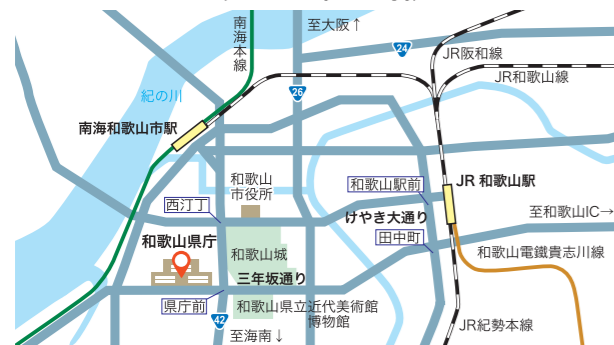 南海本線
至大阪↑
24
JR阪和線
JR和歌山線
紀の川
26
南海和歌山市駅
和歌山
市役所
和歌山駅前
JR 和歌山駅
西汀丁
けやき大通り
至和歌山IC→
和歌山県庁
和歌山城
田中町
和歌山電鐵貴志川線
三年坂通り
県庁前
和歌山県立近代美術館
博物館
42
至海南↓
JR紀勢本線